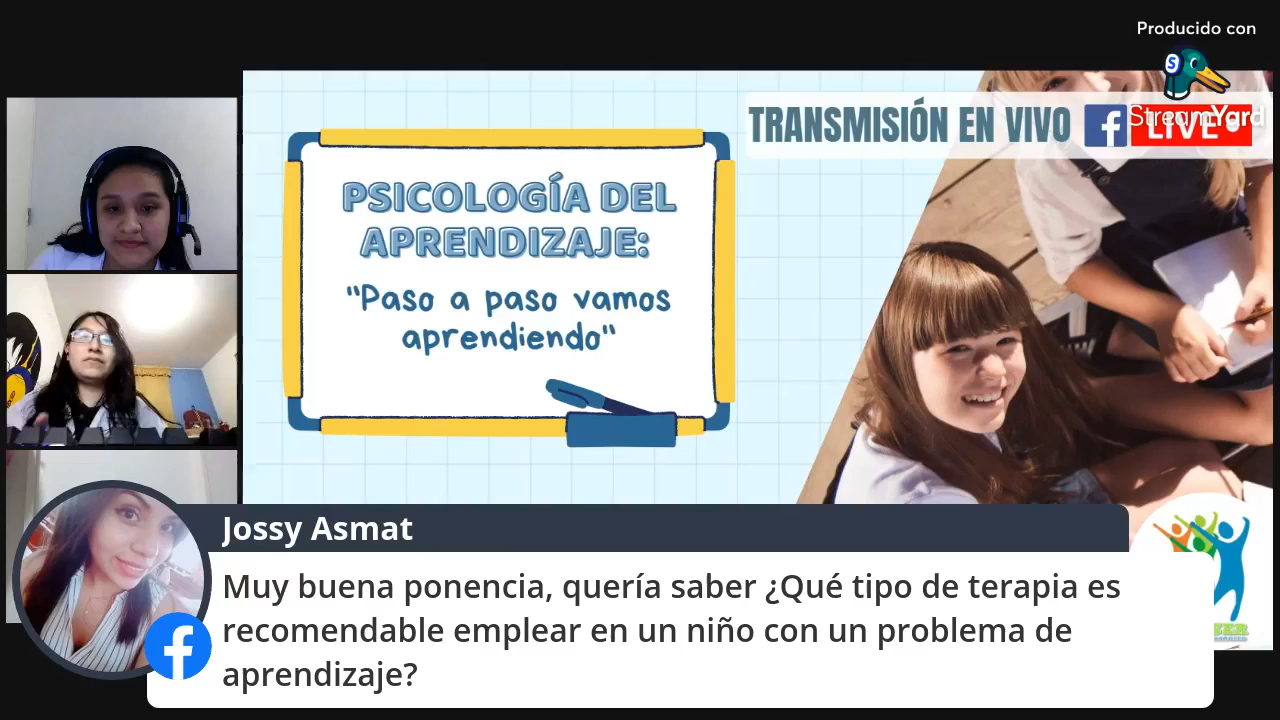 Producido con
StreamYard
TRANSMISIÓN EN VIVO
LIVE
PSICOLOGÍA DEL
APRENDIZAJE:
"Paso a paso vamos
aprendiendo"
Jossy Asmat
Muy buena ponencia, quería saber ¿Qué tipo de terapia es
recomendable emplear en un niño con un problema de
aprendizaje?